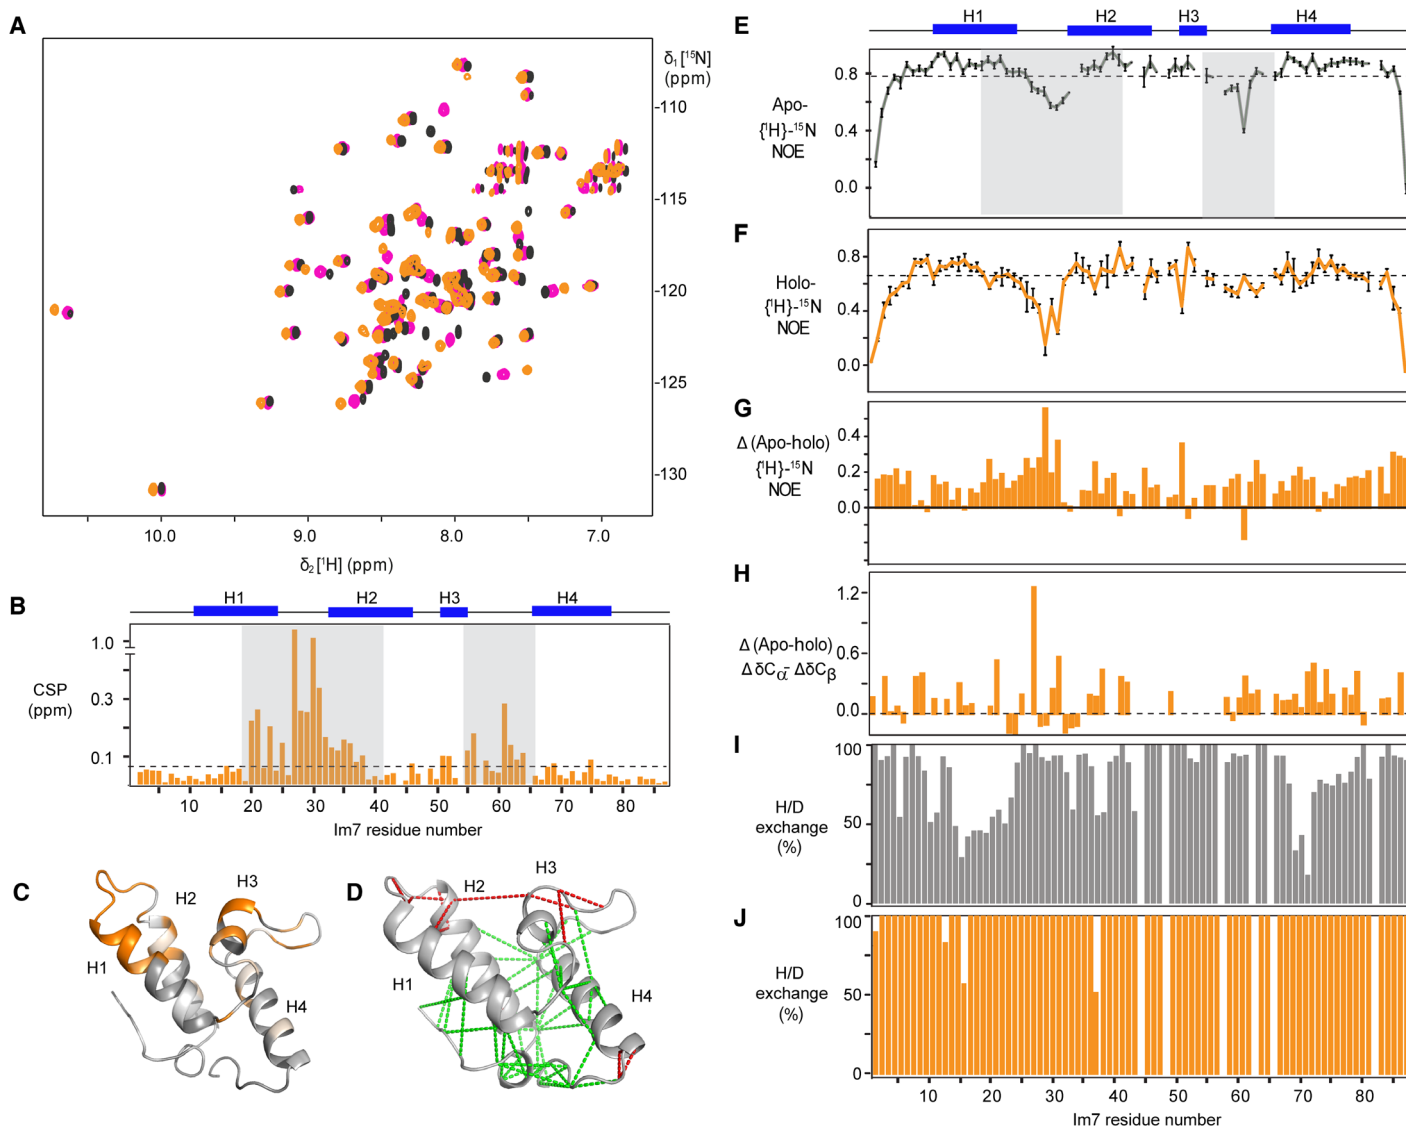 A
δ1 [15N]
(ppm)
-110
-115
-120
-125
-130
10.0 9.0 8.0 7.0
δ2 [1H] (ppm)
B
H1 H2 H3 H4
1.0
0.3
0.1
CSP
(ppm)
10 20 30 40 50 60 70 80
Im7 residue number
C
H1
H2
H3
H4
D
H1
H2
H3
H4
E
H1 H2 H3 H4
0.8
0.4
0.0
Apo-
{1H}-15N
NOE
F
0.8
0.4
0.0
Holo-
{1H}-15N
NOE
G
0.4
0.2
0.0
Δ (Apo-holo)
{1H}-15N
NOE
H
1.2
0.6
0.0
Δ (Apo-holo)
Δ δCα- ΔδCβ
I
100
50
0
H/D
exchange
(%)
J
100
50
0
H/D
exchange
(%)
10 20 30 40 50 60 70 80
Im7 residue number